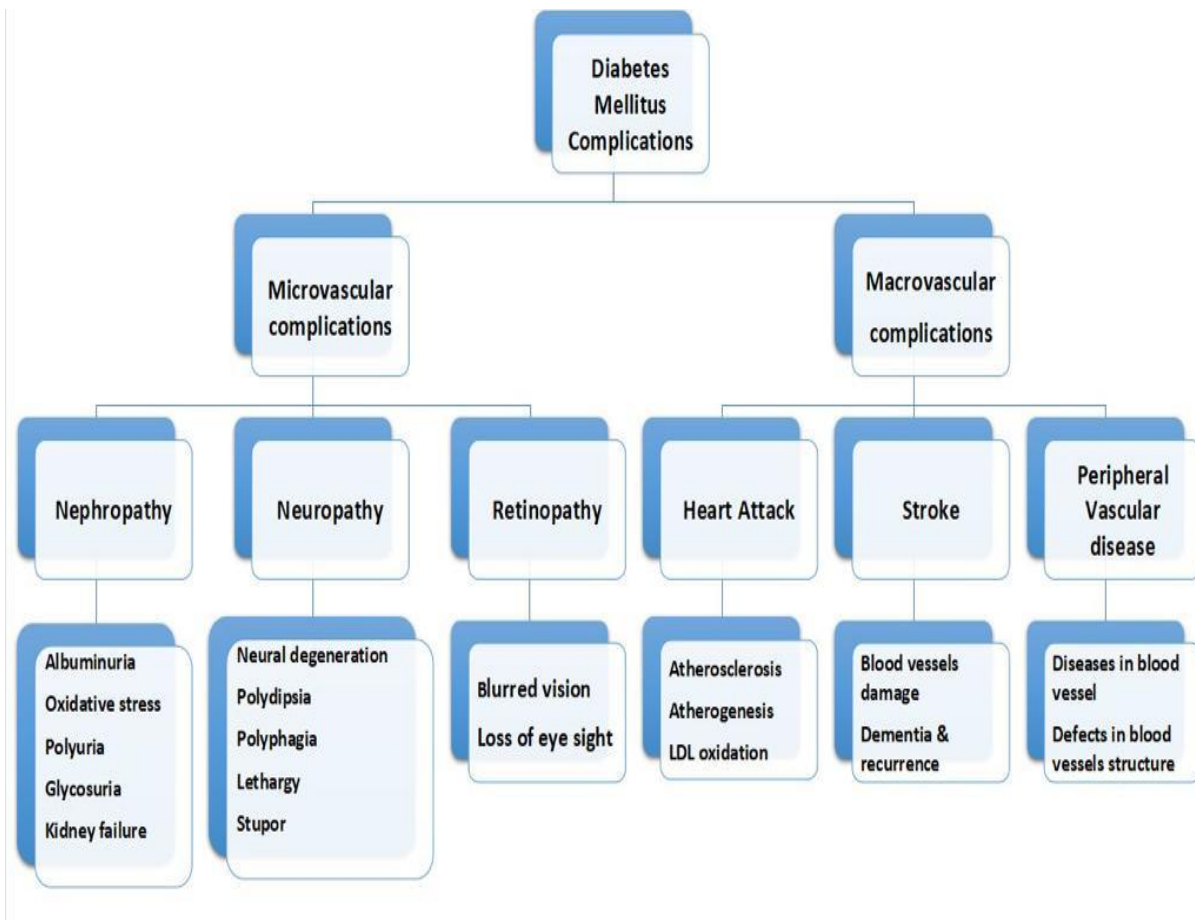 Diabetes
Mellitus
Complications
Microvascular
complications
Macrovascular
complications
Nephropathy
Neuropathy
Retinopathy
Heart Attack
Stroke
Peripheral
Vascular
disease
Albuminuria
Oxidative stress
Polyuria
Glycosuria
Kidney failure
Neural degeneration
Polydipsia
Polyphagia
Lethargy
Stupor
Blurred vision
Loss of eye sight
Atherosclerosis
Atherogenesis
LDL oxidation
Blood vessels
damage
Dementia &
recurrence
Diseases in blood
vessel
Defects in blood
vessels structure